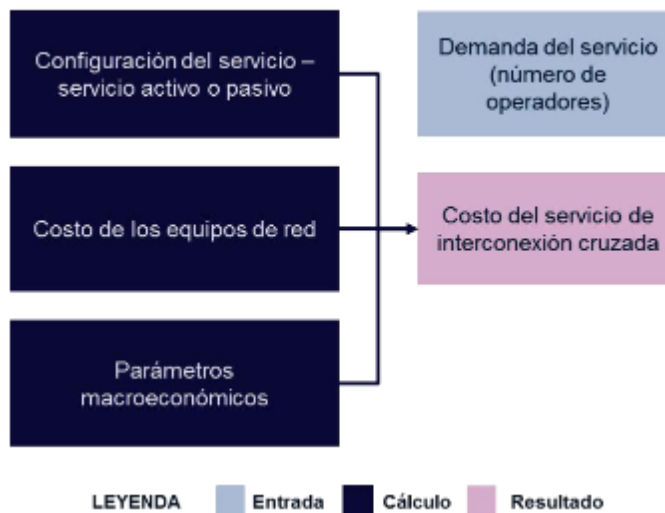 Configuración del servicio –
servicio activo o pasivo
Demanda del servicio
(número de
operadores)
Costo de los equipos de red
Costo del servicio de
interconexión cruzada
Parámetros
macroeconómicos
LEYENDA Entrada Cálculo Resultado